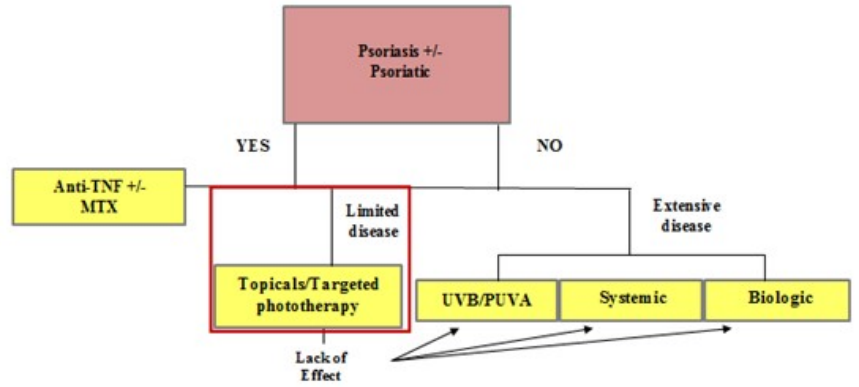 Psoriasis +/-
Psoriatic
YES
NO
Anti-TNF +/-
MTX
Limited
disease
Extensive
disease
Topicals/Targeted
phototherapy
UVB/PUVA
Systemic
Biologic
Lack of
Effect